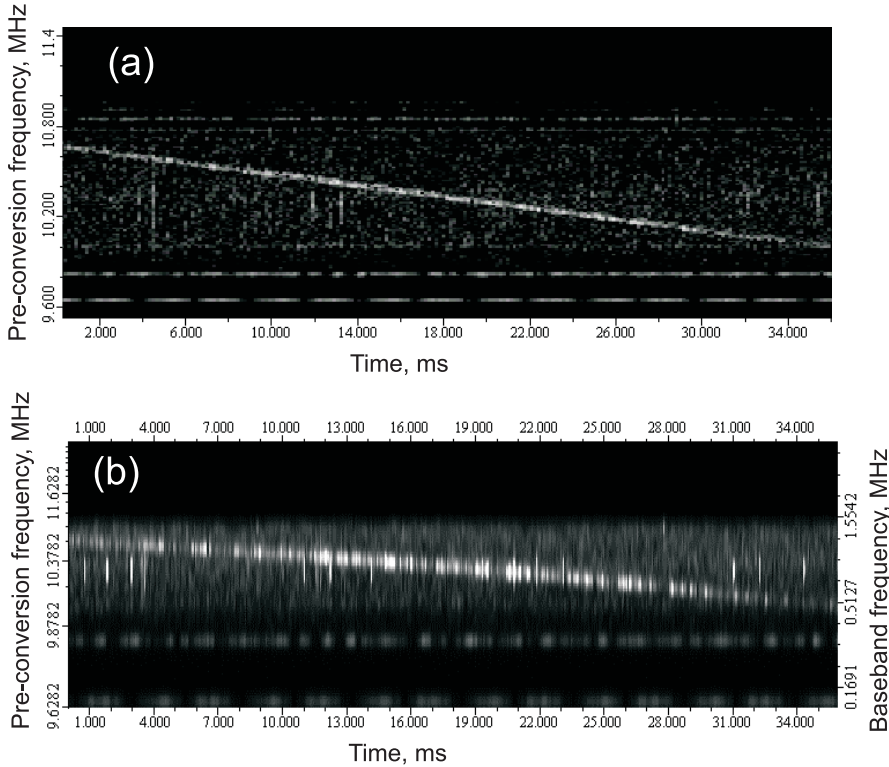 (a)
Pre-conversion frequency, MHz
11.4
10.800
10.200
9.600
2.000 6.000 10.000 14.000 18.000 22.000 26.000 30.000 34.000
Time, ms
1.000 4.000 7.000 10.000 13.000 16.000 19.000 22.000 25.000 28.000 31.000 34.000
(b)
Pre-conversion frequency, MHz
11.6282
10.3782
9.8782
9.6282
1.5542
0.5127
0.1691
Baseband frequency, MHz
1.000 4.000 7.000 10.000 13.000 16.000 19.000 22.000 25.000 28.000 31.000 34.000
Time, ms